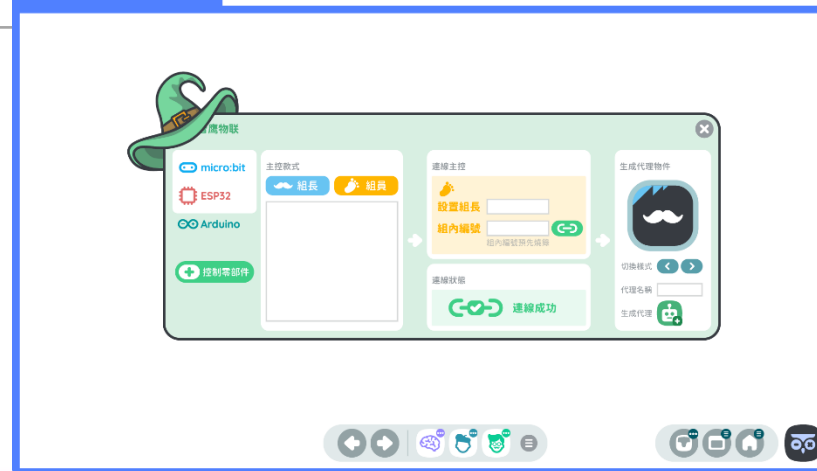 鹰物联
micro:bit
ESP32
Arduino
控制零部件
主控款式
組長
組員
連線主控
設置組長
組內編號
組內編號預先編輯
連線狀態
連線成功
生成代理物件
切換樣式
代理名稱
生成代理